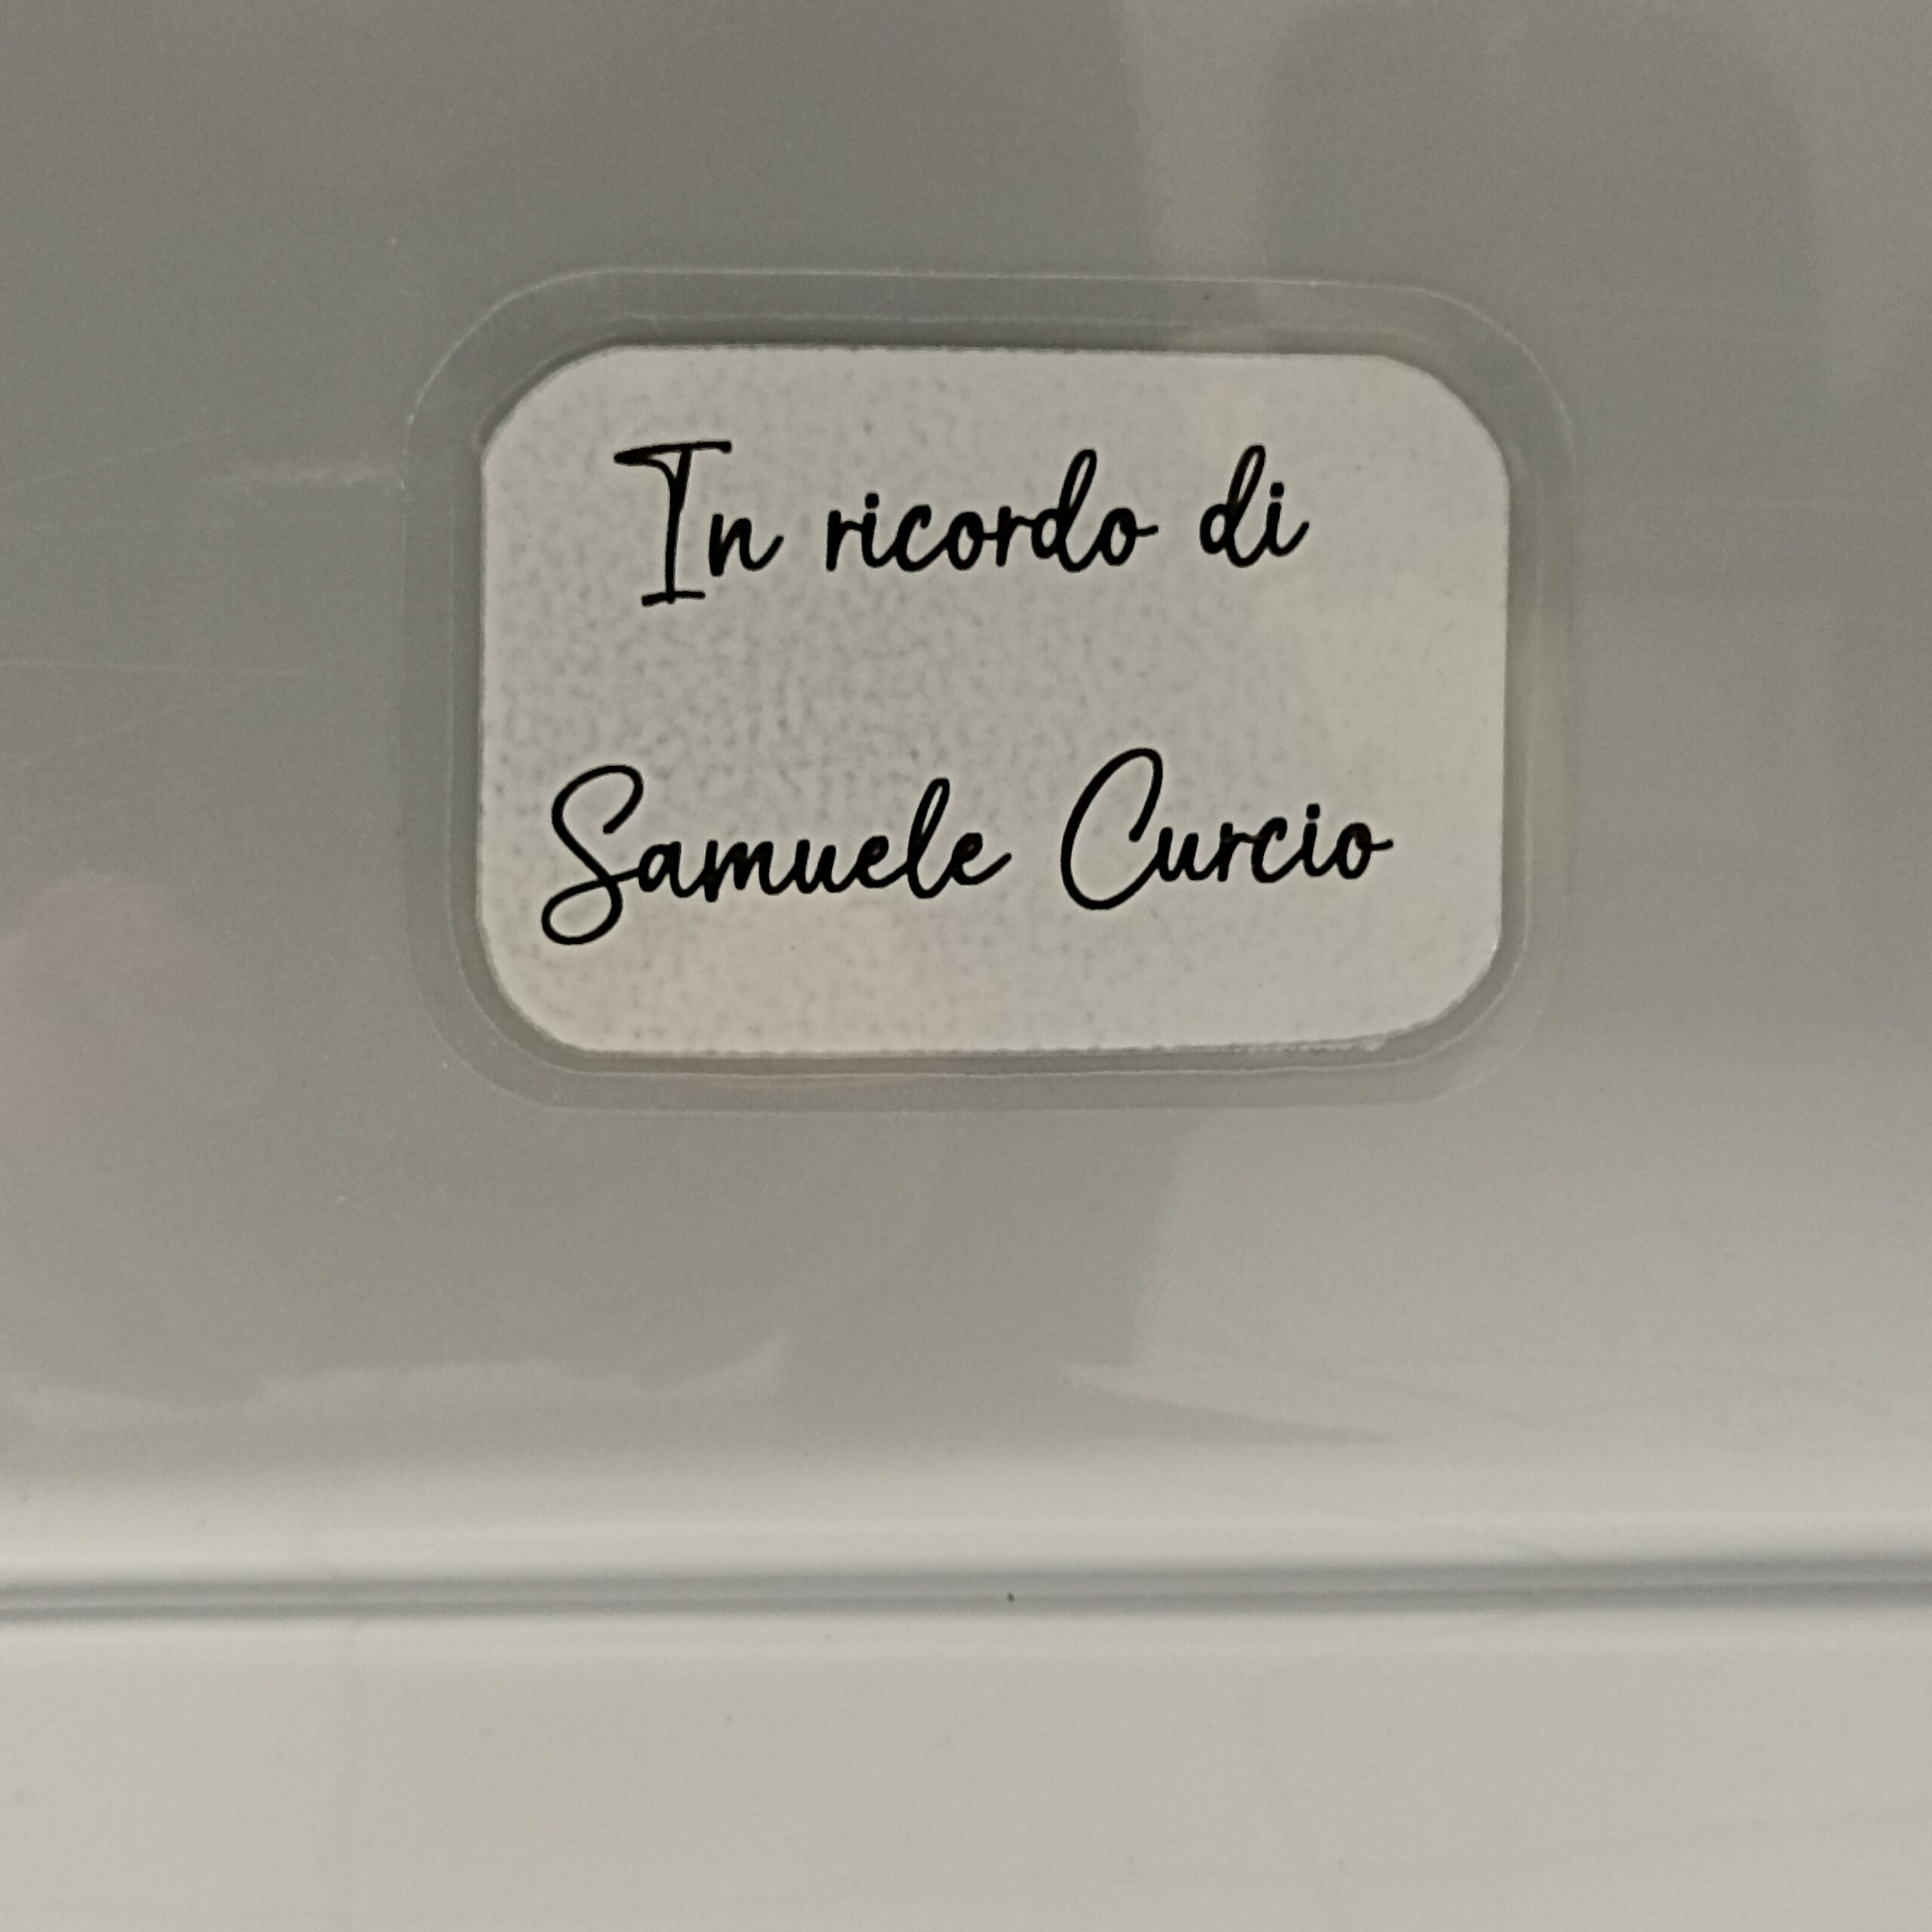 In ricordo di
Samuele Curcio